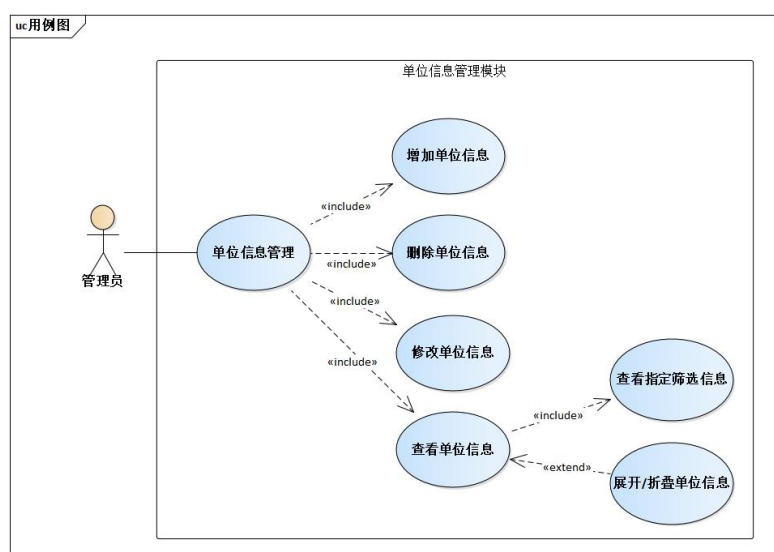 uc用例图
单位信息管理模块
增加单位信息
«include»
管理员
单位信息管理
删除单位信息
«include»
«include»
修改单位信息
«include»
查看指定筛选信息
«include»
查看单位信息
«extend»
展开/折叠单位信息